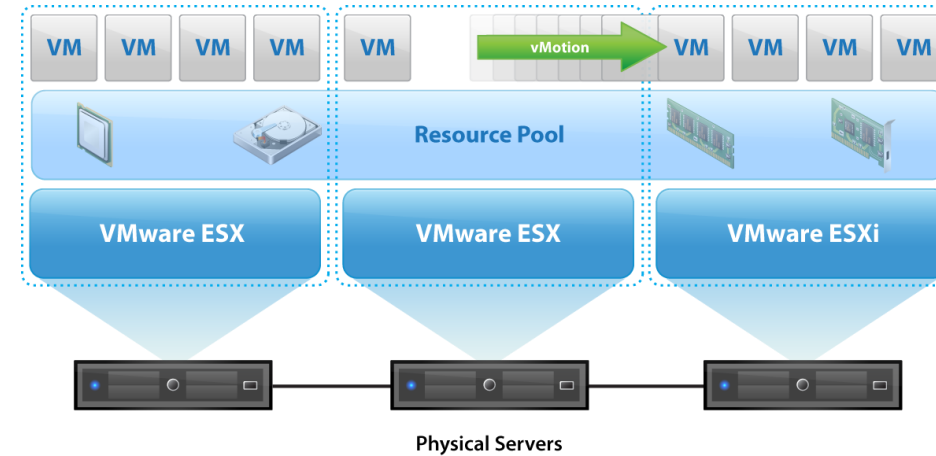 VM
VM
VM
VM
VM
vMotion
VM
VM
VM
VM
Resource Pool
VMware ESX
VMware ESX
VMware ESXi
Physical Servers